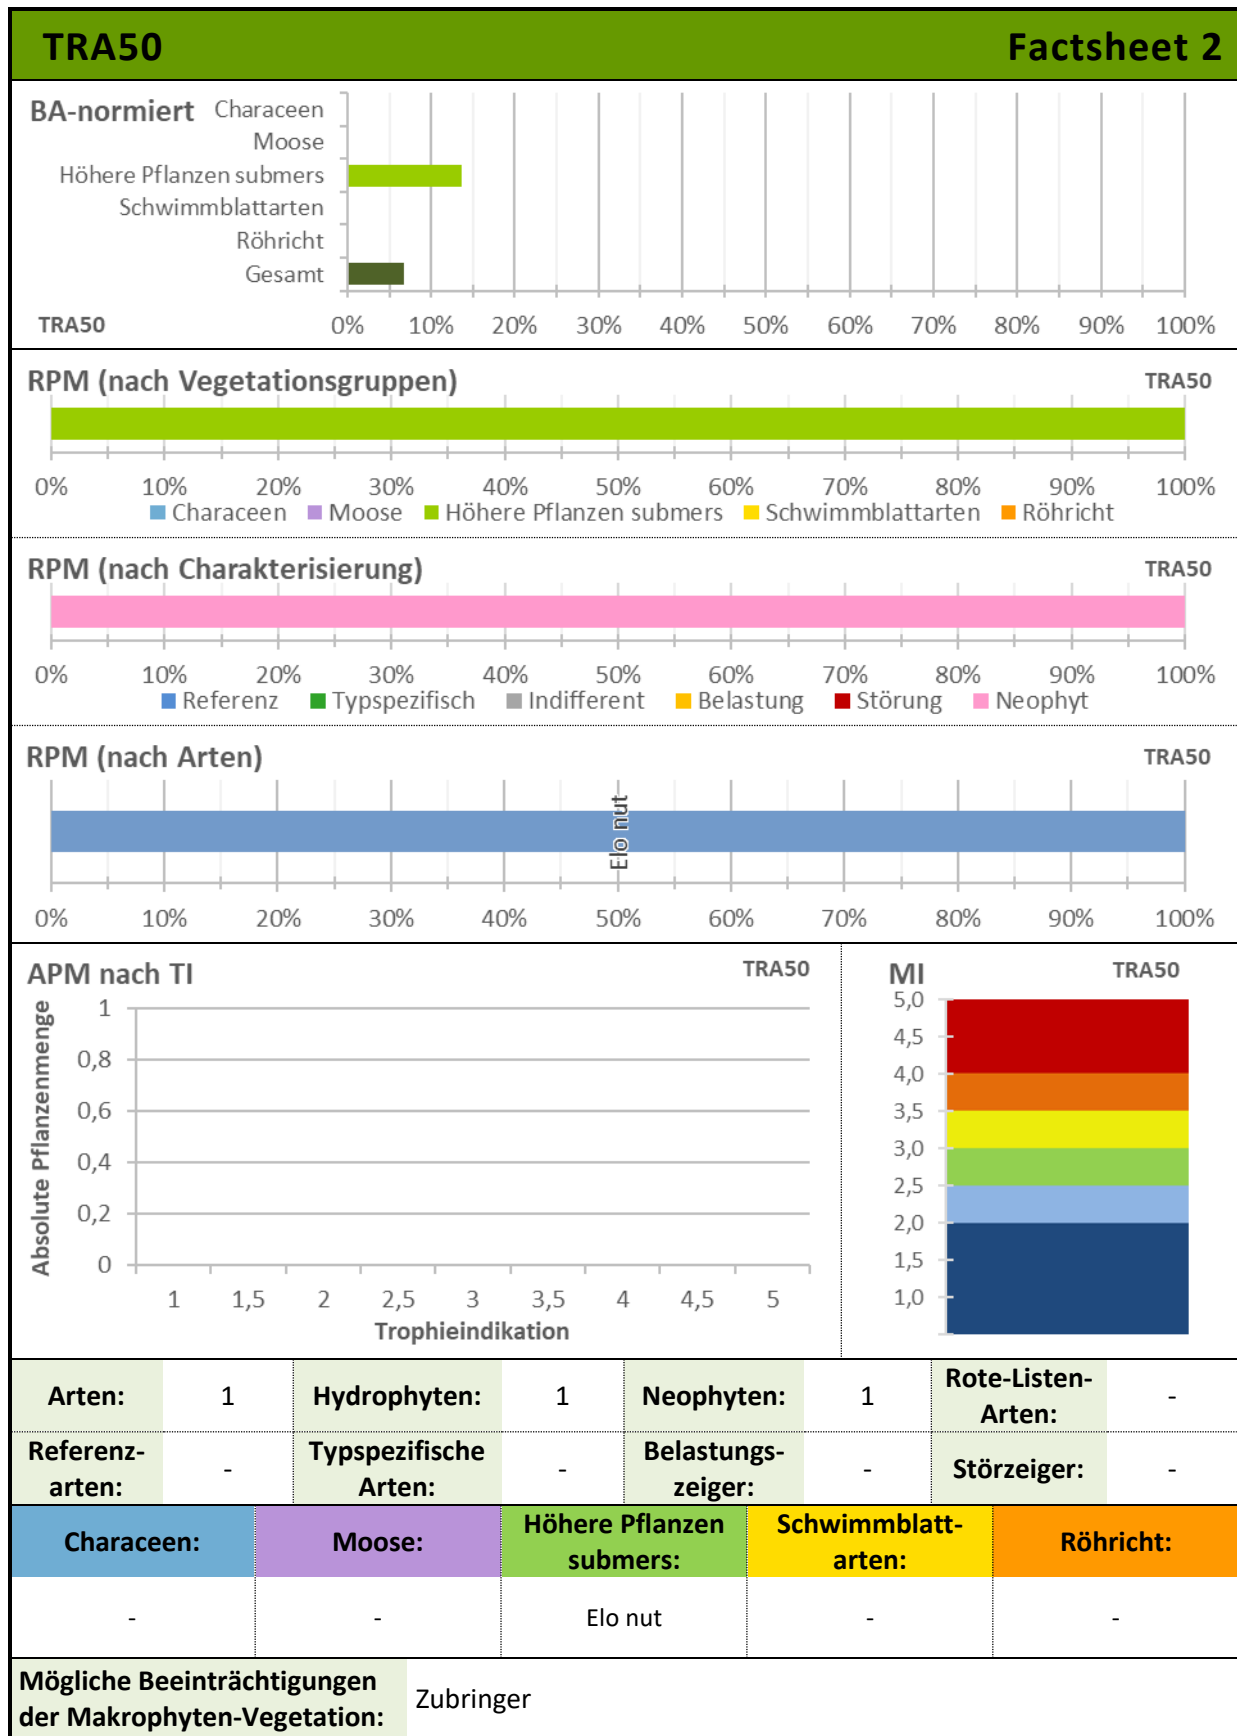 TRA50 Factsheet 2
BA-normiert
Characeen
Moose
Höhere Pflanzen submers
Schwimmblattarten
Röhricht
Gesamt
TRA50
0% 10% 20% 30% 40% 50% 60% 70% 80% 90% 100%
RPM (nach Vegetationsgruppen) TRA50
0% 10% 20% 30% 40% 50% 60% 70% 80% 90% 100%
Characeen Moose Höhere Pflanzen submers Schwimmblattarten Röhricht
RPM (nach Charakterisierung) TRA50
0% 10% 20% 30% 40% 50% 60% 70% 80% 90% 100%
Referenz Typspezifisch Indifferent Belastung Störung Neophyt
RPM (nach Arten) TRA50
Elo nut
0% 10% 20% 30% 40% 50% 60% 70% 80% 90% 100%
APM nach TI TRA50
Absolute Pflanzenmenge
1
0,8
0,6
0,4
0,2
0
1 1,5 2 2,5 3 3,5 4 4,5 5
Trophieindikation
MI TRA50
5,0
4,5
4,0
3,5
3,0
2,5
2,0
1,5
1,0
Arten: 1 Hydrophyten: 1 Neophyten: 1 Rote-Listen-
Arten: -
Referenz-
arten: - Typspezifische
Arten: - Belastungs-
zeiger: - Störzeiger: -
Characeen: Moose: Höhere Pflanzen
submers: Schwimmblatt-
arten: Röhricht:
- - Elo nut - -
Mögliche Beeinträchtigungen
der Makrophyten-Vegetation: Zubringer